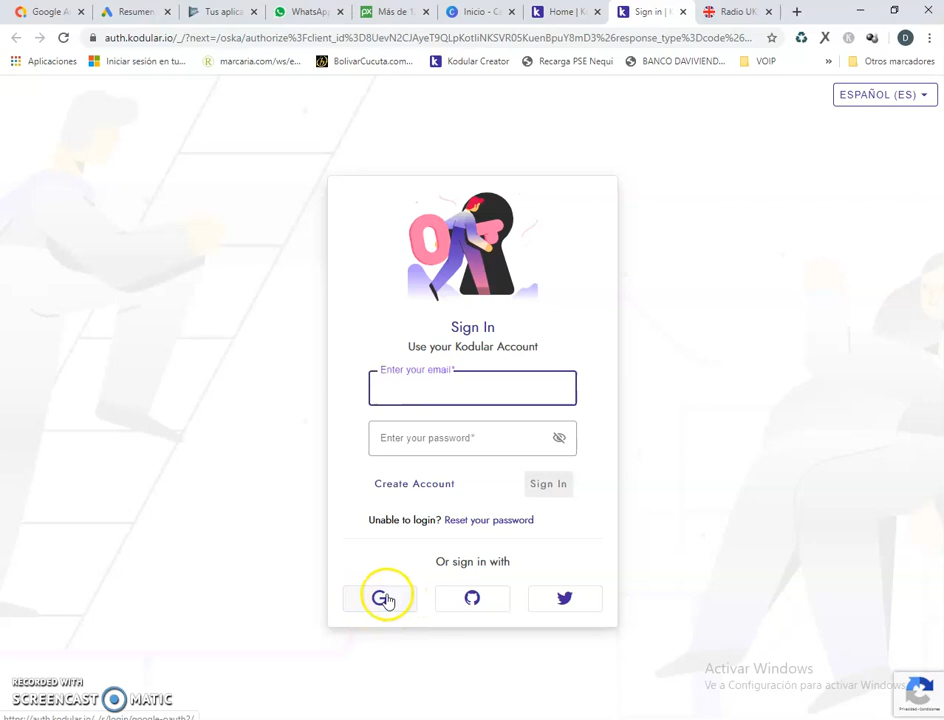 Google A
Resumen
Tus aplica
WhatsApp
Más de 1
Inicio - Ca
Home | K
Sign in | K
Radio UK
auth.kodular.io/_/?next=/oska/authorize%3Fclient_id%3D8UevN2CJAyeT9QLpKotlKSVR05KuenBpuY8mD3%26response_type%3Dcode%26...
D
Aplicaciones
Iniciar sesión en tu...
marcaria.com/ws/e...
BolivarCucuta.com...
Kodular Creator
Recarga PSE Nequi
BANCO DAVIVIEND...
VOIP
»
Otros marcadores
ESPAÑOL (ES)
Sign In
Use your Kodular Account
Enter your email*
Enter your password*
Create Account
Sign In
Unable to login? Reset your password
Or sign in with
Activar Windows
Ve a Configuración para activar Windows.
RECORDED WITH
SCREENCAST MATIC
Privacidad - Condiciones
https://auth.kodular.io/_/s/login/google-oauth2/